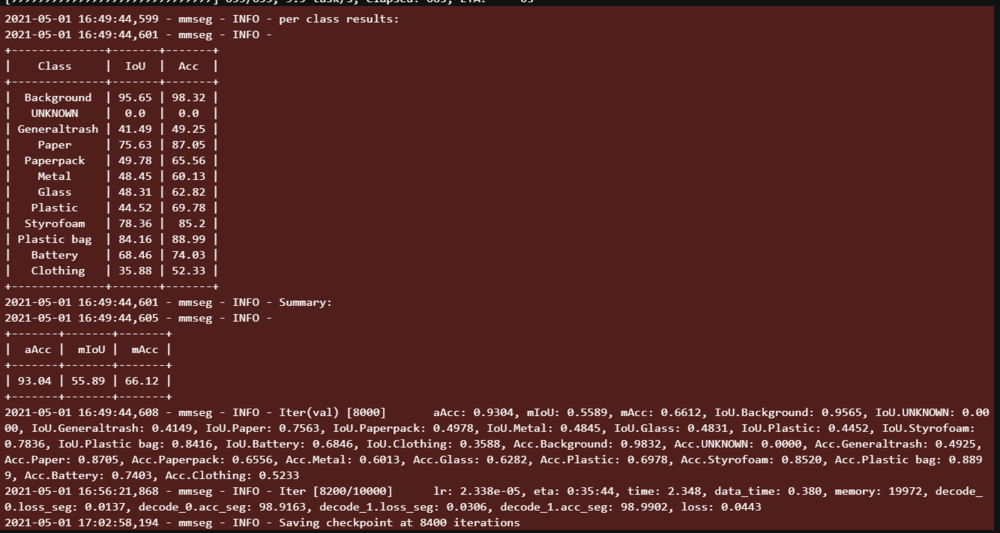 2021-05-01 16:49:44,599 - mmseg - INFO - per class results:
2021-05-01 16:49:44,601 - mmseg - INFO -
+--------------+-------+-------+
|    Class     |  IoU  |  Acc  |
+--------------+-------+-------+
|  Background  | 95.65 | 98.32 |
|   UNKNOWN    |  0.0  |  0.0  |
| Generaltrash | 41.49 | 49.25 |
|    Paper     | 75.63 | 87.05 |
|  Paperpack   | 49.78 | 65.56 |
|    Metal     | 48.45 | 60.13 |
|    Glass     | 48.31 | 62.82 |
|   Plastic    | 44.52 | 69.78 |
|  Styrofoam   | 78.36 |  85.2 |
| Plastic bag  | 84.16 | 88.99 |
|   Battery    | 68.46 | 74.03 |
|   Clothing   | 35.88 | 52.33 |
+--------------+-------+-------+
2021-05-01 16:49:44,601 - mmseg - INFO - Summary:
2021-05-01 16:49:44,605 - mmseg - INFO -
+-------+-------+-------+
|  aAcc |  mIoU |  mAcc |
+-------+-------+-------+
| 93.04 | 55.89 | 66.12 |
+-------+-------+-------+
2021-05-01 16:49:44,608 - mmseg - INFO - Iter(val) [8000]      aAcc: 0.9304, mIoU: 0.5589, mAcc: 0.6612, IoU.Background: 0.9565, IoU.UNKNOWN: 0.00
00, IoU.Generaltrash: 0.4149, IoU.Paper: 0.7563, IoU.Paperpack: 0.4978, IoU.Metal: 0.4845, IoU.Glass: 0.4831, IoU.Plastic: 0.4452, IoU.Styrofoam:
0.7836, IoU.Plastic bag: 0.8416, IoU.Battery: 0.6846, IoU.Clothing: 0.3588, Acc.Background: 0.9832, Acc.UNKNOWN: 0.0000, Acc.Generaltrash: 0.4925,
Acc.Paper: 0.8705, Acc.Paperpack: 0.6556, Acc.Metal: 0.6013, Acc.Glass: 0.6282, Acc.Plastic: 0.6978, Acc.Styrofoam: 0.8520, Acc.Plastic bag: 0.889
9, Acc.Battery: 0.7403, Acc.Clothing: 0.5233
2021-05-01 16:56:21,868 - mmseg - INFO - Iter [8200/10000]      lr: 2.338e-05, eta: 0:35:44, time: 2.348, data_time: 0.380, memory: 19972, decode_
0.loss_seg: 0.0137, decode_0.acc_seg: 98.9163, decode_1.loss_seg: 0.0306, decode_1.acc_seg: 98.9902, loss: 0.0443
2021-05-01 17:02:58,194 - mmseg - INFO - Saving checkpoint at 8400 iterations